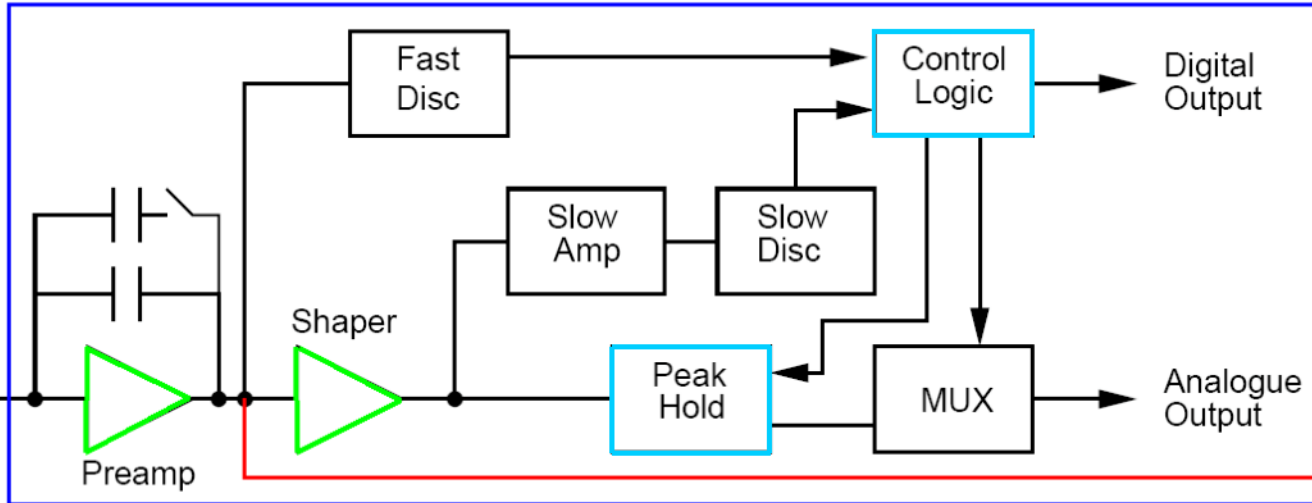 Fast
Disc
Control
Logic
Digital
Output
Slow
Amp
Slow
Disc
Shaper
Peak
Hold
MUX
Analogue
Output
Preamp